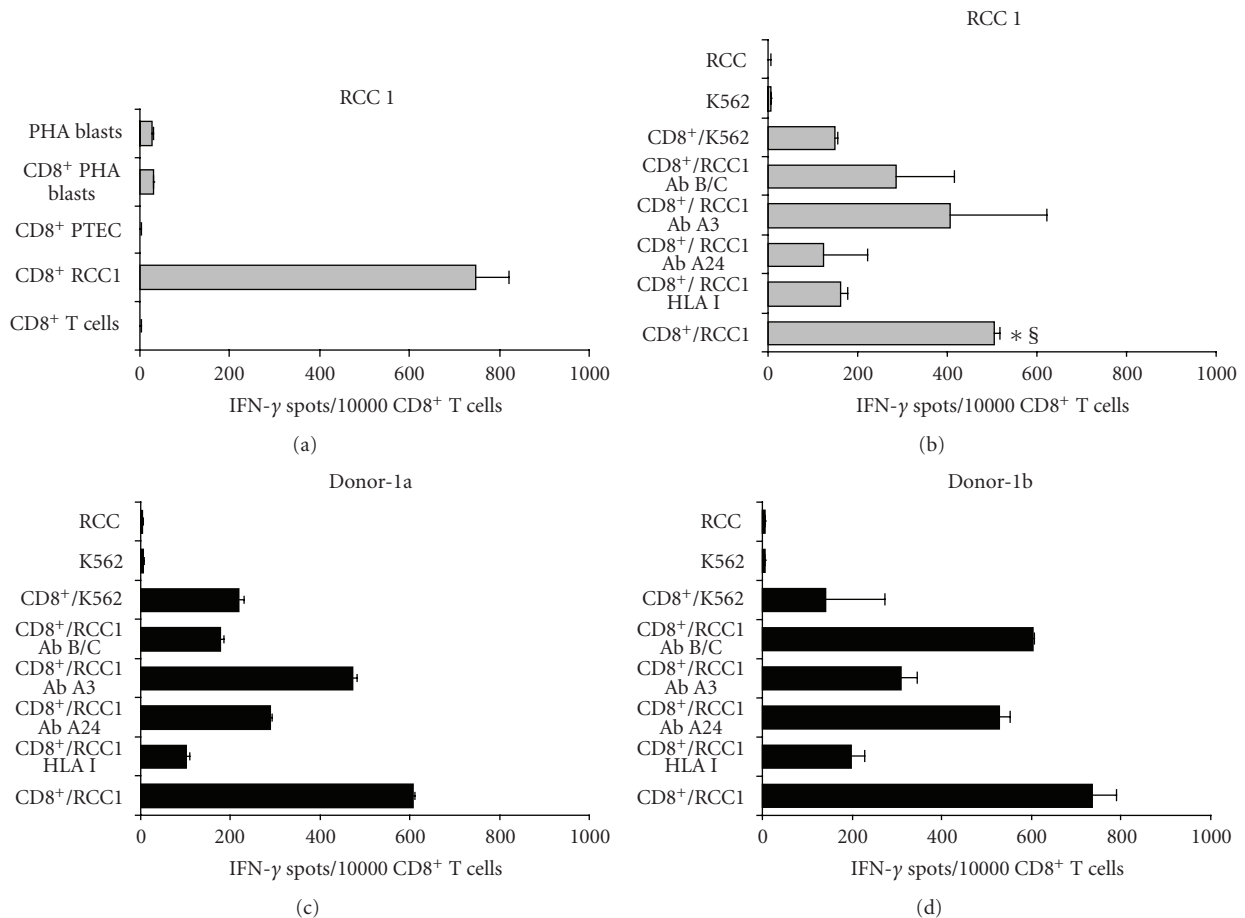 RCC 1
PHA blasts
CD8⁺ PHA
blasts
CD8⁺ PTEC
CD8⁺ RCC1
CD8⁺ T cells
0 200 400 600 800 1000
IFN-γ spots/10000 CD8⁺ T cells
(a)
RCC 1
RCC
K562
CD8⁺/K562
CD8⁺/RCC1
Ab B/C
CD8⁺/ RCC1
Ab A3
CD8⁺/ RCC1
Ab A24
CD8⁺/ RCC1
HLA I
CD8⁺/RCC1
∗ §
0 200 400 600 800 1000
IFN-γ spots/10000 CD8⁺ T cells
(b)
Donor-1a
RCC
K562
CD8⁺/K562
CD8⁺/RCC1
Ab B/C
CD8⁺/RCC1
Ab A3
CD8⁺/RCC1
Ab A24
CD8⁺/RCC1
HLA I
CD8⁺/RCC1
0 200 400 600 800 1000
IFN-γ spots/10000 CD8⁺ T cells
(c)
Donor-1b
RCC
K562
CD8⁺/K562
CD8⁺/RCC1
Ab B/C
CD8⁺/RCC1
Ab A3
CD8⁺/RCC1
Ab A24
CD8⁺/RCC1
HLA I
CD8⁺/RCC1
0 200 400 600 800 1000
IFN-γ spots/10000 CD8⁺ T cells
(d)